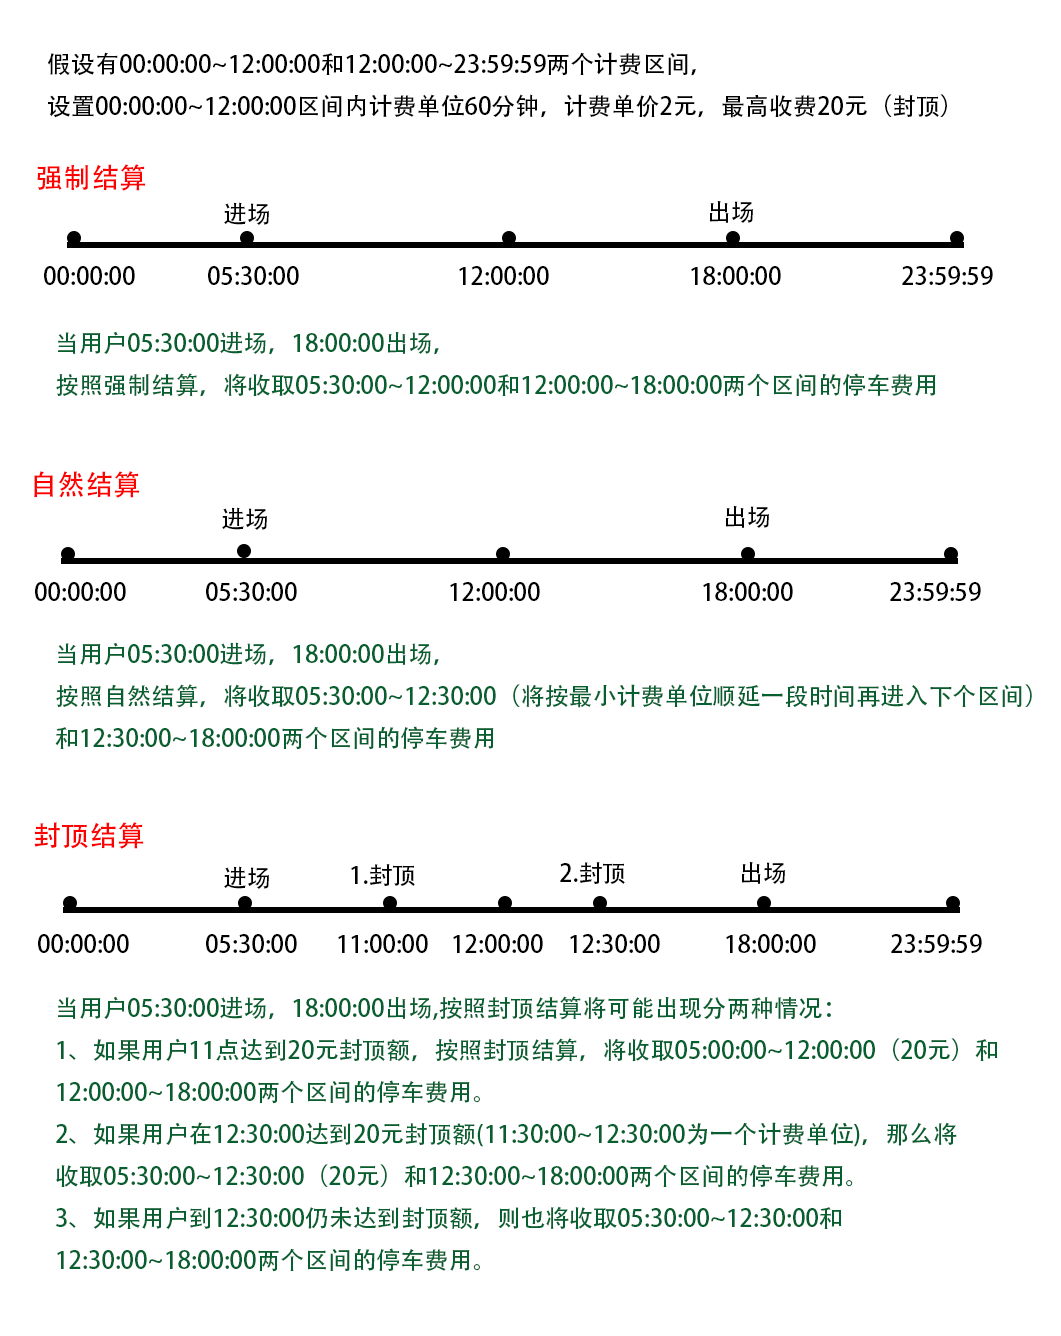 假设有00:00:00~12:00:00和12:00:00~23:59:59两个计费区间,
设置00:00:00~12:00:00区间内计费单位60分钟，计费单价2元，最高收费20元（封顶）
强制结算
进场 出场
00:00:00 05:30:00 12:00:00 18:00:00 23:59:59
当用户05:30:00进场，18:00:00出场,
按照强制结算，将收取05:30:00~12:00:00和12:00:00~18:00:00两个区间的停车费用
自然结算
进场 出场
00:00:00 05:30:00 12:00:00 18:00:00 23:59:59
当用户05:30:00进场，18:00:00出场,
按照自然结算，将收取05:30:00~12:30:00（将按最小计费单位顺延一段时间再进入下个区间）
和12:30:00~18:00:00两个区间的停车费用
封顶结算
进场 1.封顶 2.封顶 出场
00:00:00 05:30:00 11:00:00 12:00:00 12:30:00 18:00:00 23:59:59
当用户05:30:00进场，18:00:00出场,按照封顶结算将可能出现分两种情况：
1、如果用户11点达到20元封顶额，按照封顶结算，将收取05:00:00~12:00:00（20元）和
12:00:00~18:00:00两个区间的停车费用。
2、如果用户在12:30:00达到20元封顶额(11:30:00~12:30:00为一个计费单位)，那么将
收取05:30:00~12:30:00（20元）和12:30:00~18:00:00两个区间的停车费用。
3、如果用户到12:30:00仍未达到封顶额，则也将收取05:30:00~12:30:00和
12:30:00~18:00:00两个区间的停车费用。